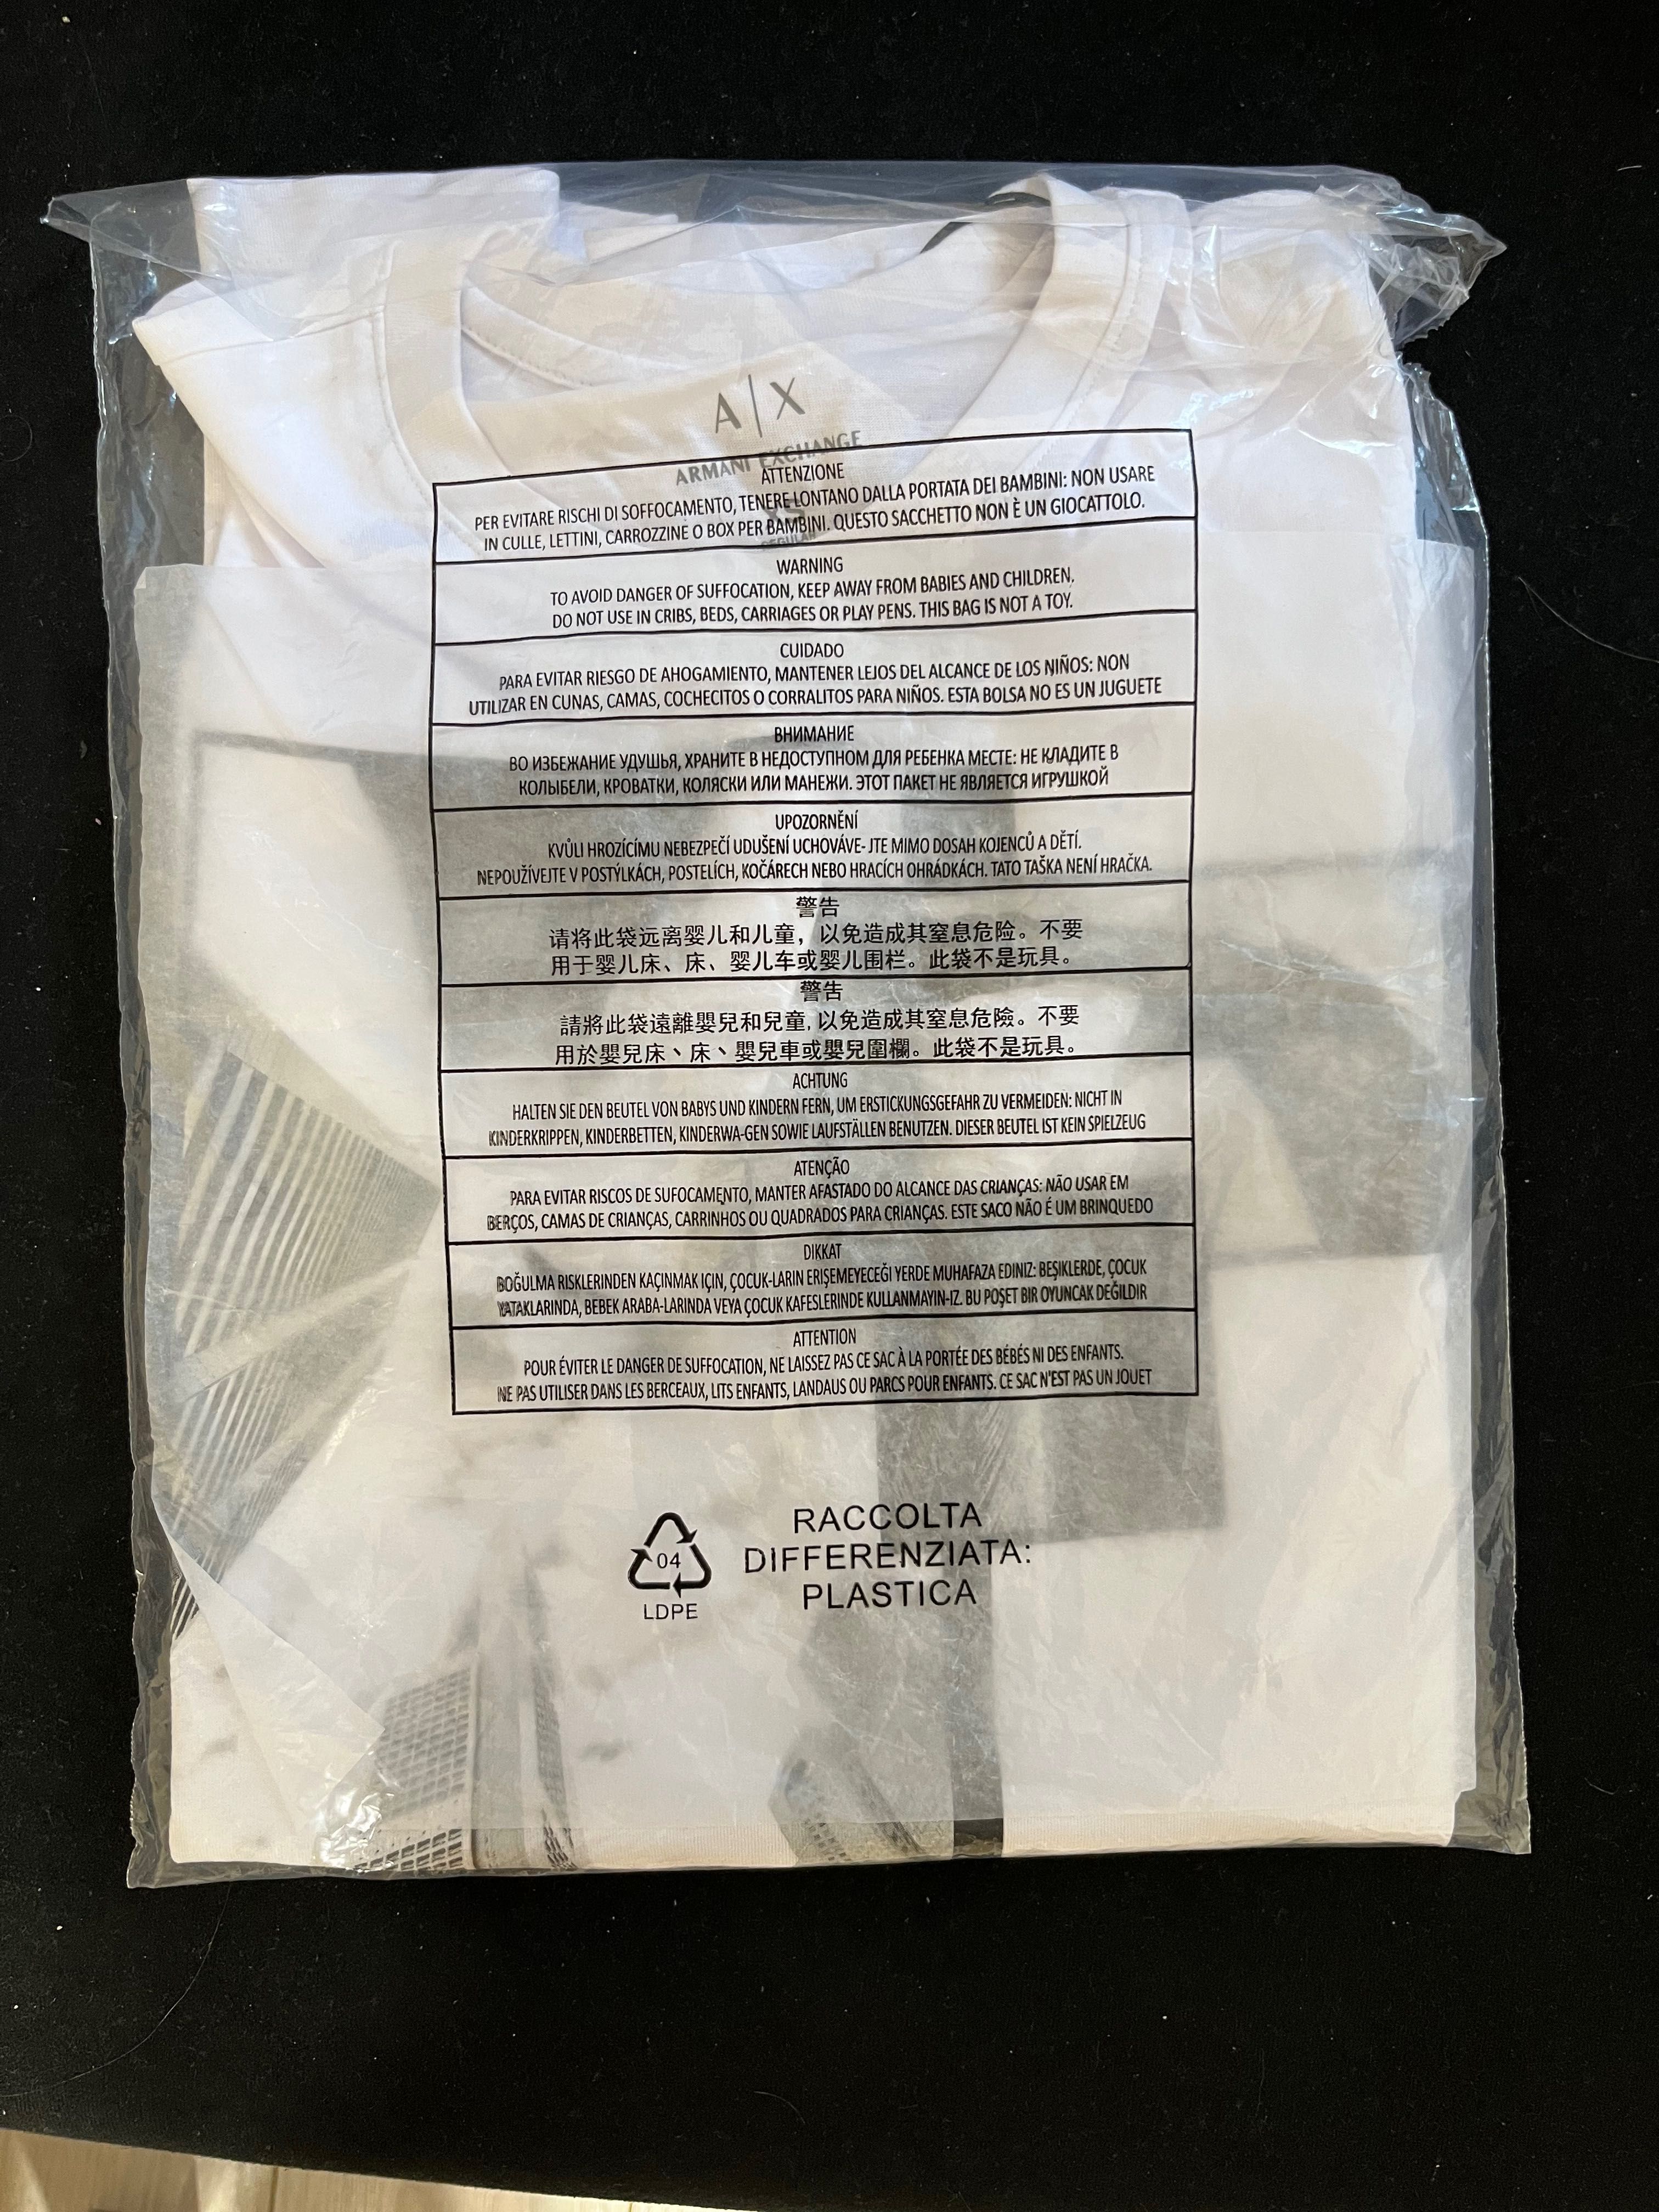 A|X
ARMANI EXCHANGE
XS
REGULAR
ATTENZIONE
PER EVITARE RISCHI DI SOFFOCAMENTO, TENERE LONTANO DALLA PORTATA DEI BAMBINI: NON USARE
IN CULLE, LETTINI, CARROZZINE O BOX PER BAMBINI. QUESTO SACCHETTO NON È UN GIOCATTOLO.
WARNING
TO AVOID DANGER OF SUFFOCATION, KEEP AWAY FROM BABIES AND CHILDREN.
DO NOT USE IN CRIBS, BEDS, CARRIAGES OR PLAY PENS. THIS BAG IS NOT A TOY.
CUIDADO
PARA EVITAR RIESGO DE AHOGAMIENTO, MANTENER LEJOS DEL ALCANCE DE LOS NIÑOS: NON
UTILIZAR EN CUNAS, CAMAS, COCHECITOS O CORRALITOS PARA NIÑOS. ESTA BOLSA NO ES UN JUGUETE
ВНИМАНИЕ
ВО ИЗБЕЖАНИЕ УДУШЬЯ, ХРАНИТЕ В НЕДОСТУПНОМ ДЛЯ РЕБЕНКА МЕСТЕ: НЕ КЛАДИТЕ В
КОЛЫБЕЛИ, КРОВАТКИ, КОЛЯСКИ ИЛИ МАНЕЖИ. ЭТОТ ПАКЕТ НЕ ЯВЛЯЕТСЯ ИГРУШКОЙ
UPOZORNĚNÍ
KVŮLI HROZÍCÍMU NEBEZPEČÍ UDUŠENÍ UCHOVÁVE- JTE MIMO DOSAH KOJENCŮ A DĚTÍ.
NEPOUŽÍVEJTE V POSTÝLKÁCH, POSTELÍCH, KOČÁRECH NEBO HRACÍCH OHRÁDKÁCH. TATO TAŠKA NENÍ HRAČKA.
警告
请将此袋远离婴儿和儿童，以免造成其窒息危险。不要
用于婴儿床、床、婴儿车或婴儿围栏。此袋不是玩具。
警告
請將此袋遠離嬰兒和兒童, 以免造成其窒息危險。不要
用於嬰兒床、床、嬰兒車或嬰兒圍欄。此袋不是玩具。
ACHTUNG
HALTEN SIE DEN BEUTEL VON BABYS UND KINDERN FERN, UM ERSTICKUNGSGEFAHR ZU VERMEIDEN: NICHT IN
KINDERKRIPPEN, KINDERBETTEN, KINDERWA-GEN SOWIE LAUFSTÄLLEN BENUTZEN. DIESER BEUTEL IST KEIN SPIELZEUG
ATENÇÃO
PARA EVITAR RISCOS DE SUFOCAMENTO, MANTER AFASTADO DO ALCANCE DAS CRIANÇAS: NÃO USAR EM
BERÇOS, CAMAS DE CRIANÇAS, CARRINHOS OU QUADRADOS PARA CRIANÇAS. ESTE SACO NÃO É UM BRINQUEDO
DIKKAT
BOĞULMA RISKLERINDEN KAÇINMAK IÇIN, ÇOCUK-LARIN ERIŞEMEYECEĞI YERDE MUHAFAZA EDINIZ: BEŞIKLERDE, ÇOCUK
YATAKLARINDA, BEBEK ARABA-LARINDA VEYA ÇOCUK KAFESLERINDE KULLANMAYIN-IZ. BU POŞET BIR OYUNCAK DEĞILDIR
ATTENTION
POUR ÉVITER LE DANGER DE SUFFOCATION, NE LAISSEZ PAS CE SAC À LA PORTÉE DES BÉBÉS NI DES ENFANTS.
NE PAS UTILISER DANS LES BERCEAUX, LITS ENFANTS, LANDAUS OU PARCS POUR ENFANTS. CE SAC N'EST PAS UN JOUET
04
LDPE
RACCOLTA
DIFFERENZIATA:
PLASTICA